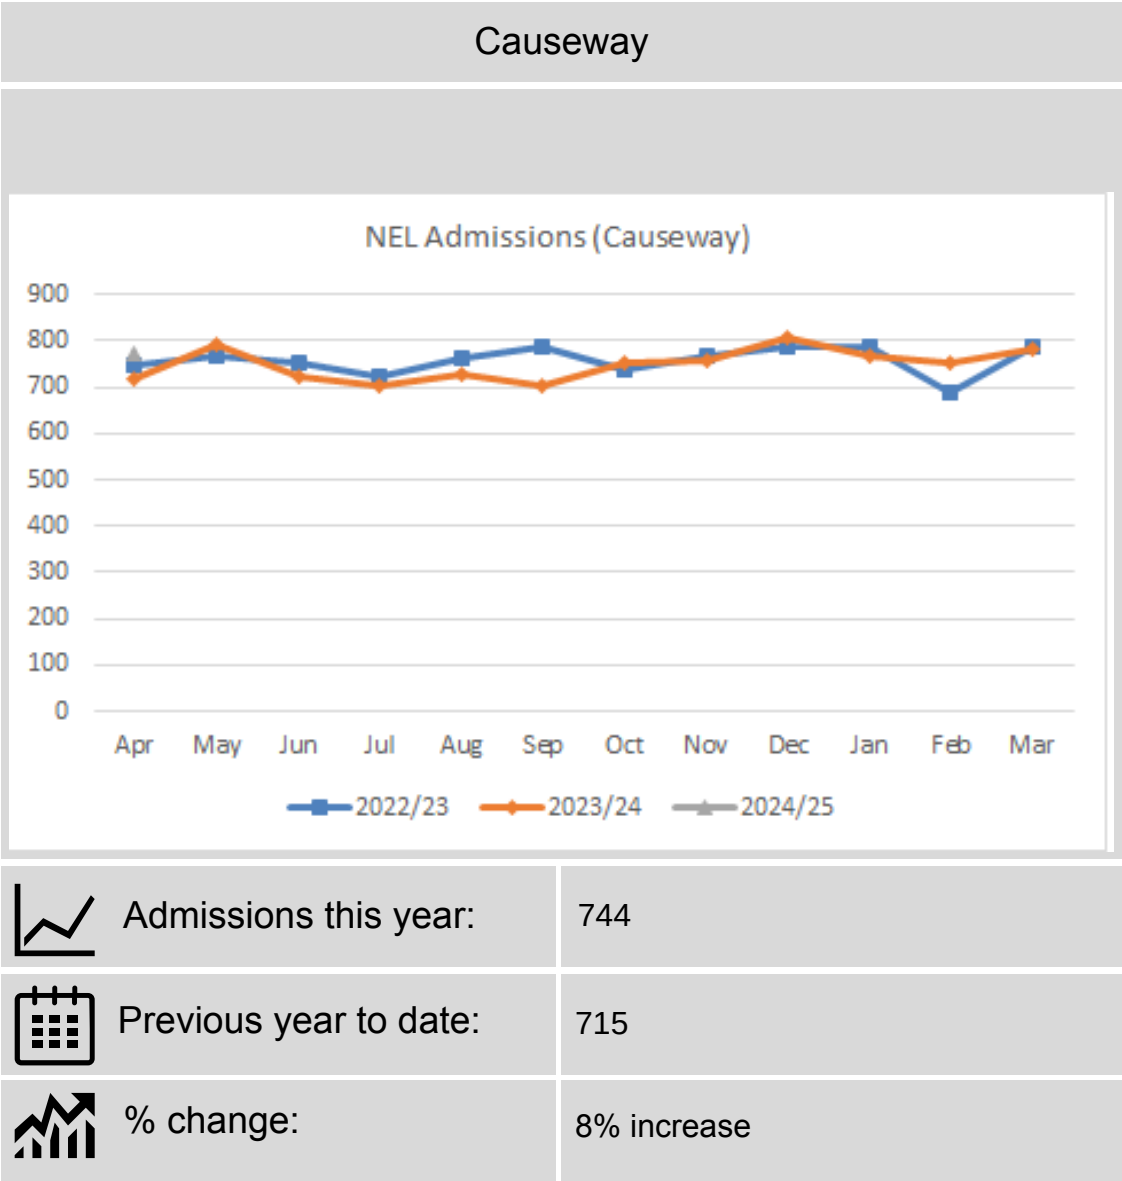 Causeway
NEL Admissions (Causeway)
900
800
700
600
500
400
300
200
100
0
Apr May Jun Jul Aug Sep Oct Nov Dec Jan Feb Mar
2022/23 2023/24 2024/25
Admissions this year: 744
Previous year to date: 715
% change: 8% increase